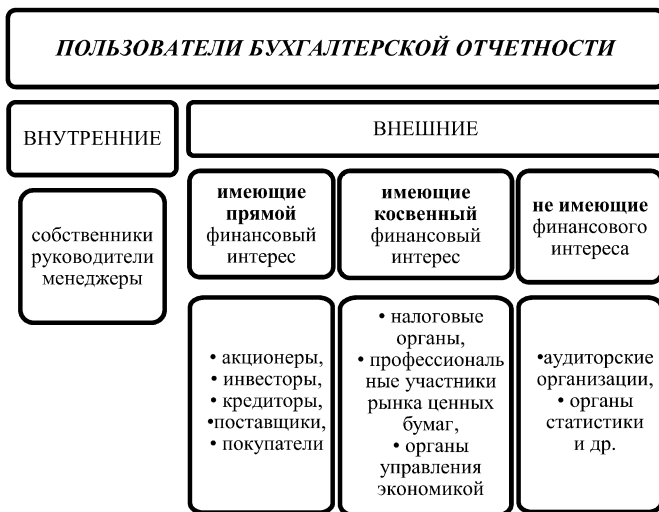 ПОЛЬЗОВАТЕЛИ БУХГАЛТЕРСКОЙ ОТЧЕТНОСТИ
ВНУТРЕННИЕ
ВНЕШНИЕ
собственники
руководители
менеджеры
имеющие
прямой
финансовый
интерес
имеющие
косвенный
финансовый
интерес
не имеющие
финансового
интереса
• акционеры,
• инвесторы,
• кредиторы,
•поставщики,
• покупатели
• налоговые
органы,
• профессиональ
ные участники
рынка ценных
бумаг,
• органы
управления
экономикой
•аудиторские
организации,
• органы
статистики
и др.